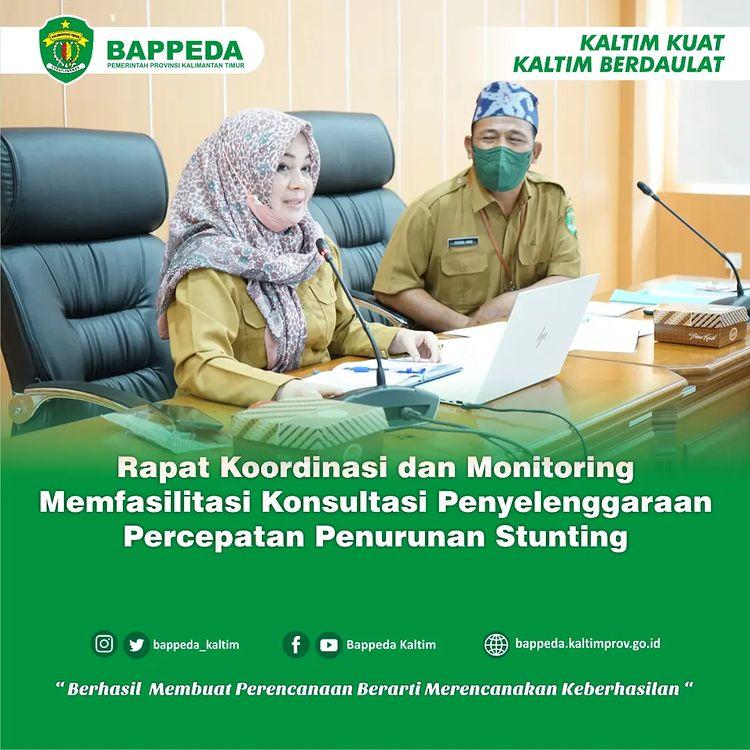 BAPPEDA
PEMERINTAH PROVINSI KALIMANTAN TIMUR
KALTIM KUAT
KALTIM BERDAULAT
hp
Rapat Koordinasi dan Monitoring
Memfasilitasi Konsultasi Penyelenggaraan
Percepatan Penurunan Stunting
bappeda_kaltim
Bappeda Kaltim
bappeda.kaltimprov.go.id
“ Berhasil Membuat Perencanaan Berarti Merencanakan Keberhasilan “